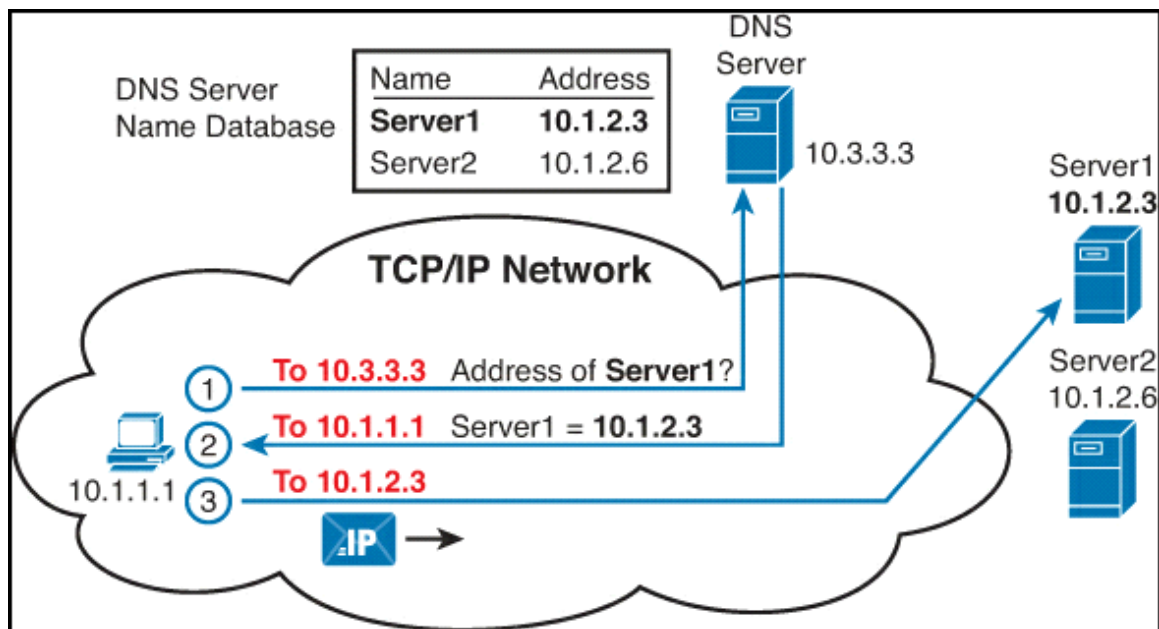 DNS
Server
DNS Server
Name Database
Name Address
Server1 10.1.2.3
Server2 10.1.2.6
10.3.3.3
Server1
10.1.2.3
TCP/IP Network
1 To 10.3.3.3 Address of Server1?
2 To 10.1.1.1 Server1 = 10.1.2.3
10.1.1.1
3 To 10.1.2.3
IP
Server2
10.1.2.6